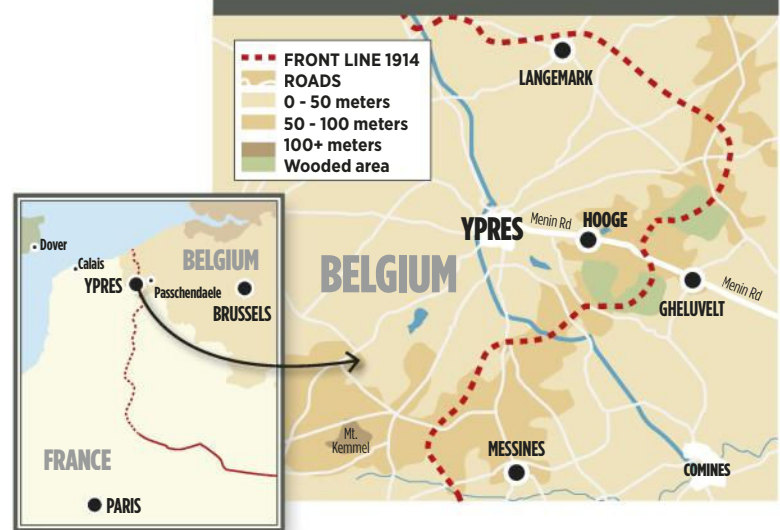 FRONT LINE 1914
ROADS
0 - 50 meters
50 - 100 meters
100+ meters
Wooded area
LANGEMARK
YPRES
Menin Rd
HOOGE
BELGIUM
GHELUVELT
Menin Rd
Mt.
Kemmel
MESSINES
COMINES
Dover
Calais
BELGIUM
YPRES
Passchendaele
BRUSSELS
FRANCE
PARIS